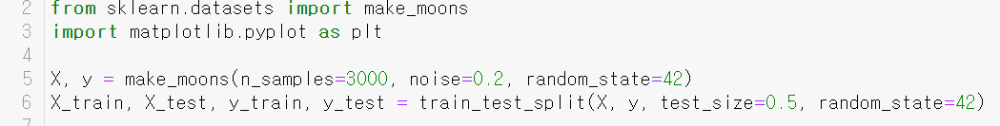 2 from sklearn.datasets import make_moons
3 import matplotlib.pyplot as plt
4
5 X, y = make_moons(n_samples=3000, noise=0.2, random_state=42)
6 X_train, X_test, y_train, y_test = train_test_split(X, y, test_size=0.5, random_state=42)
7